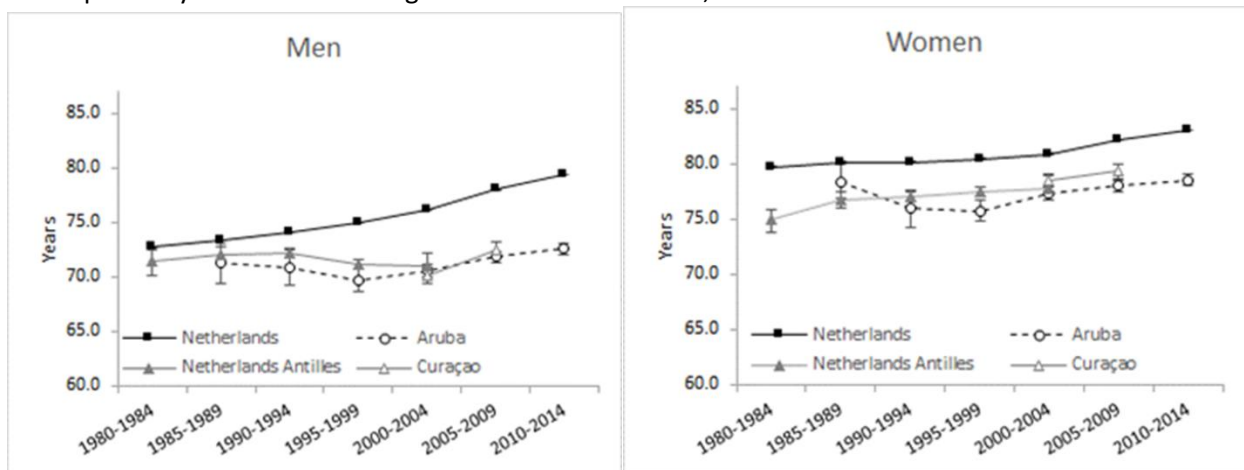 Men
Years
85.0
80.0
75.0
70.0
65.0
60.0
Netherlands
Aruba
Netherlands Antilles
Curaçao
1980-1984
1985-1989
1990-1994
1995-1999
2000-2004
2005-2009
2010-2014
Women
Years
85.0
80.0
75.0
70.0
65.0
60.0
Netherlands
Aruba
Netherlands Antilles
Curaçao
1980-1984
1985-1989
1990-1994
1995-1999
2000-2004
2005-2009
2010-2014